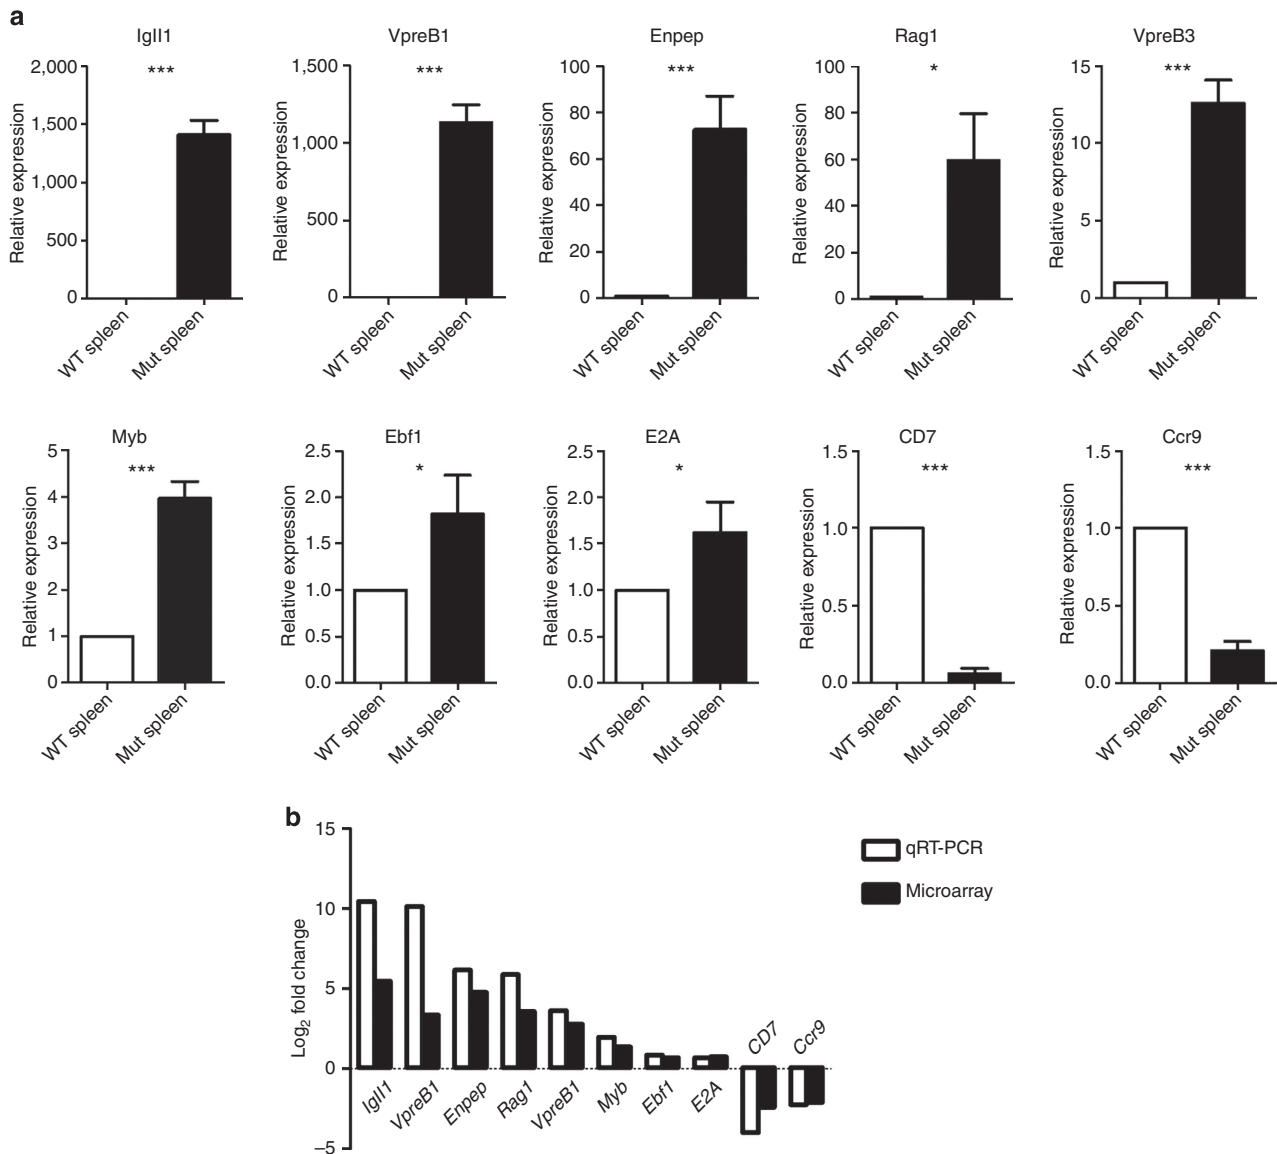 a
Igll1
VpreB1
Enpep
Rag1
VpreB3
Relative expression
2,000
1,500
1,000
500
0
***
WT spleen
Mut spleen
Relative expression
1,500
1,000
500
0
***
WT spleen
Mut spleen
Relative expression
100
80
60
40
20
0
***
WT spleen
Mut spleen
Relative expression
100
80
60
40
20
0
*
WT spleen
Mut spleen
Relative expression
15
10
5
0
***
WT spleen
Mut spleen
Myb
Ebf1
E2A
CD7
Ccr9
Relative expression
5
4
3
2
1
0
***
WT spleen
Mut spleen
Relative expression
2.5
2.0
1.5
1.0
0.5
0.0
*
WT spleen
Mut spleen
Relative expression
2.5
2.0
1.5
1.0
0.5
0.0
*
WT spleen
Mut spleen
Relative expression
1.5
1.0
0.5
0.0
***
WT spleen
Mut spleen
Relative expression
1.5
1.0
0.5
0.0
***
WT spleen
Mut spleen
b
Log2 fold change
15
10
5
0
–5
Igll1
VpreB1
Enpep
Rag1
VpreB1
Myb
Ebf1
E2A
CD7
Ccr9
qRT-PCR
Microarray